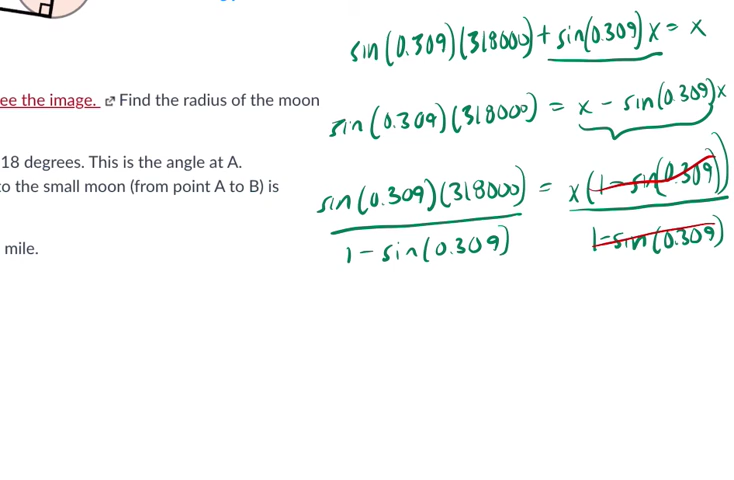 sin(0.309)(318000) + sin(0.309)x = x
ee the image. Find the radius of the moon
sin(0.309)(318000) = x - sin(0.309)x
18 degrees. This is the angle at A.
o the small moon (from point A to B) is
sin(0.309)(318000) = x(1-sin(0.309))
1 - sin(0.309) 1-sin(0.309)
mile.